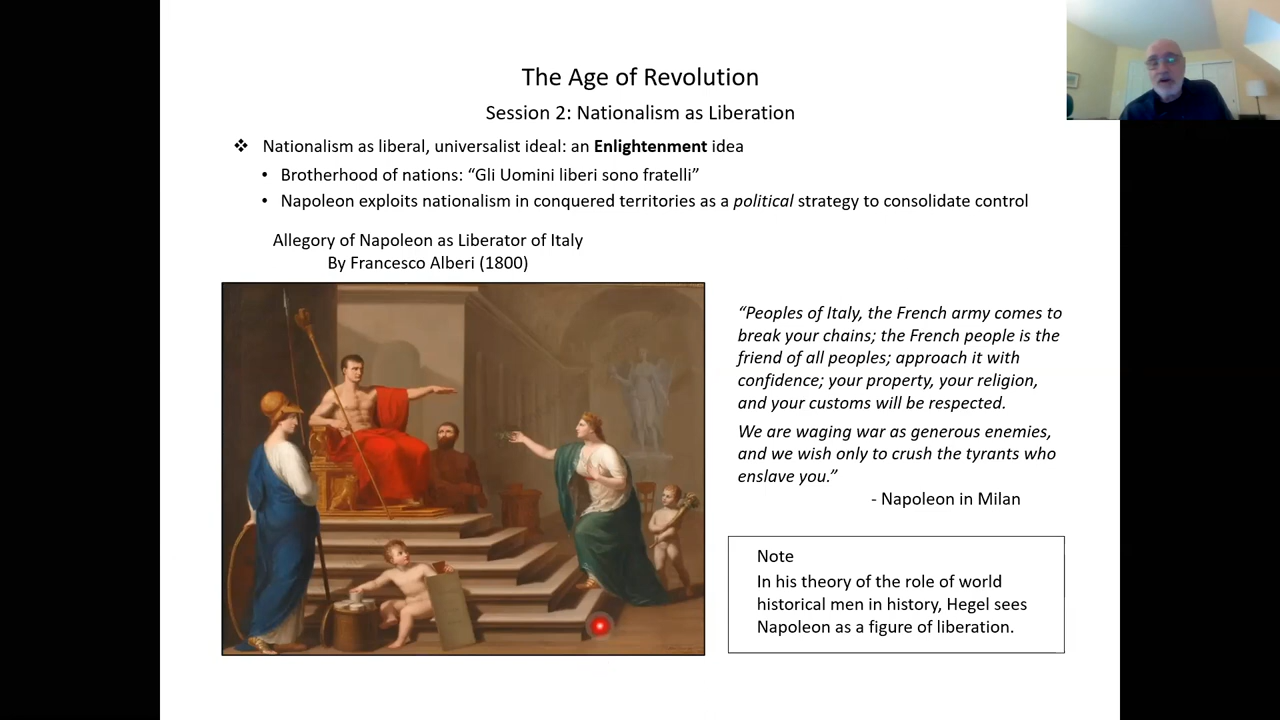 The Age of Revolution
Session 2: Nationalism as Liberation
❖ Nationalism as liberal, universalist ideal: an Enlightenment idea
• Brotherhood of nations: “Gli Uomini liberi sono fratelli”
• Napoleon exploits nationalism in conquered territories as a political strategy to consolidate control
Allegory of Napoleon as Liberator of Italy
By Francesco Alberi (1800)
“Peoples of Italy, the French army comes to
break your chains; the French people is the
friend of all peoples; approach it with
confidence; your property, your religion,
and your customs will be respected.
We are waging war as generous enemies,
and we wish only to crush the tyrants who
enslave you.”
- Napoleon in Milan
Note
In his theory of the role of world
historical men in history, Hegel sees
Napoleon as a figure of liberation.